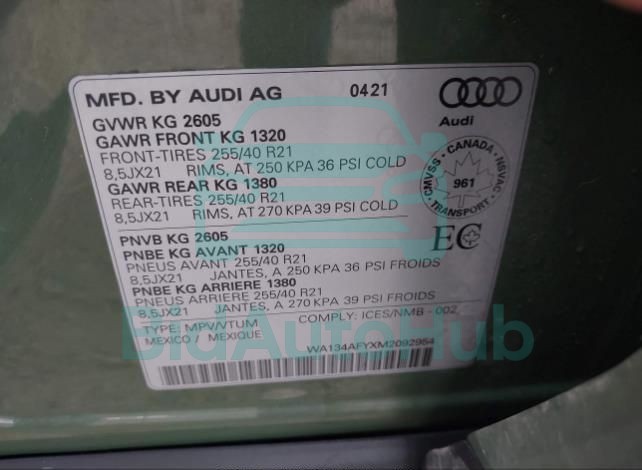 MFD. BY AUDI AG 0421
Audi
GVWR KG 2605
GAWR FRONT KG 1320
FRONT-TIRES 255/40 R21
8,5JX21 RIMS, AT 250 KPA 36 PSI COLD
GAWR REAR KG 1380
REAR-TIRES 255/40 R21
8,5JX21 RIMS, AT 270 KPA 39 PSI COLD
CMVSS - CANADA - NSVAC
961
TRANSPORT
PNVB KG 2605
PNBE KG AVANT 1320
PNEUS AVANT 255/40 R21
8,5JX21 JANTES, A 250 KPA 36 PSI FROIDS
PNBE KG ARRIERE 1380
PNEUS ARRIERE 255/40 R21
8,5JX21 JANTES, A 270 KPA 39 PSI FROIDS
EC
TYPE: MPV/VTUM COMPLY: ICES/NMB - 002
MEXICO / MEXIQUE
WA134AFYXM2092954
BidAutoHub